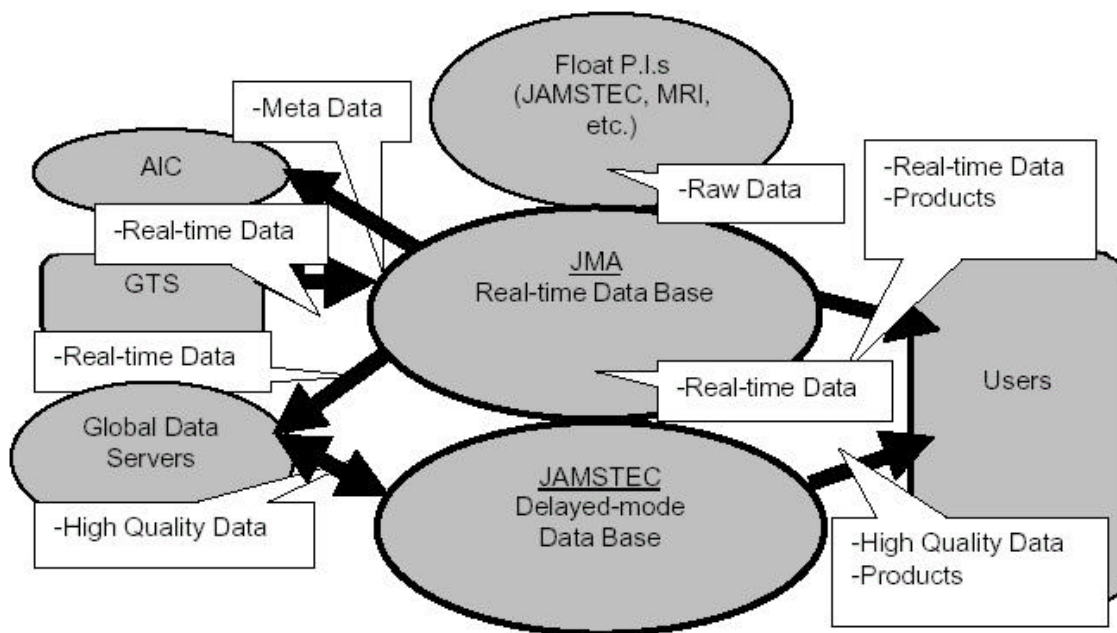 Float P.I.s
(JAMSTEC, MRI,
etc.)
-Meta Data
AIC
-Raw Data
-Real-time Data
-Products
-Real-time Data
GTS
JMA
Real-time Data Base
-Real-time Data
-Real-time Data
Users
Global Data
Servers
JAMSTEC
Delayed-mode
Data Base
-High Quality Data
-High Quality Data
-Products